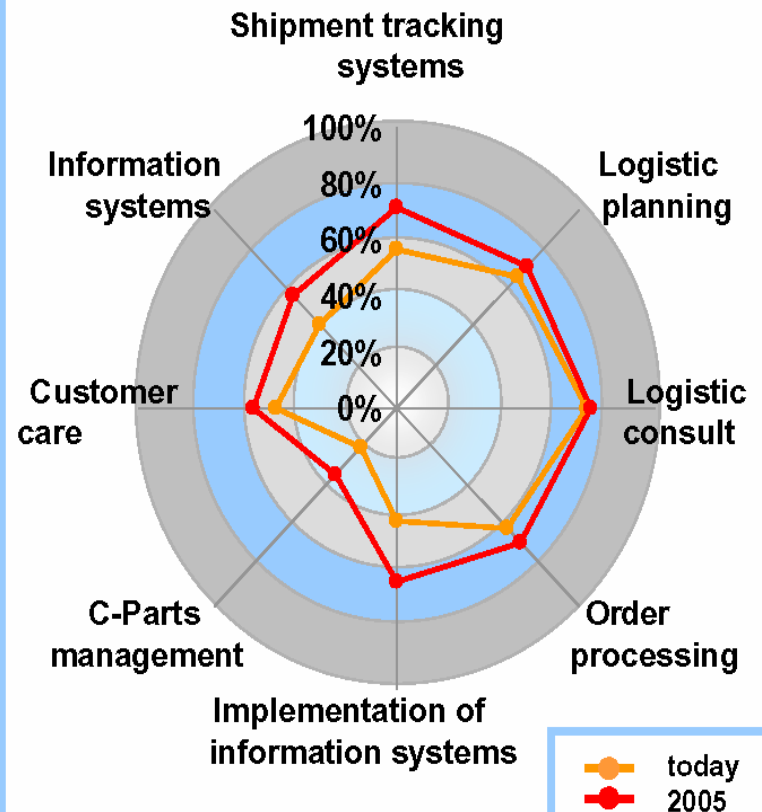 Shipment tracking
systems
100%
80%
60%
40%
20%
0%
Information
systems
Logistic
planning
Customer
care
Logistic
consult
C-Parts
management
Order
processing
Implementation of
information systems
today
2005